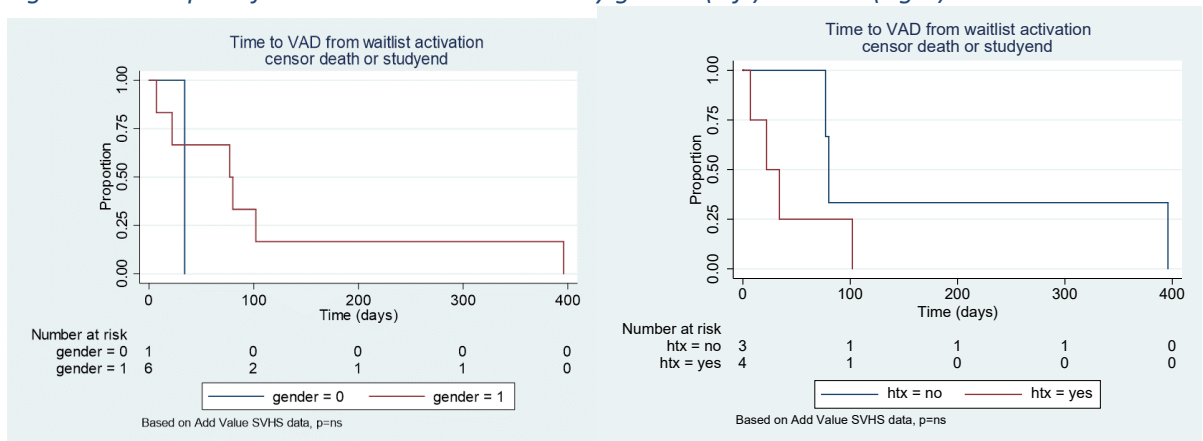 Time to VAD from waitlist activation
censor death or studyend
Proportion
1.00
0.75
0.50
0.25
0.00
0 100 200 300 400
Time (days)
Number at risk
gender = 0 1 0 0 0 0
gender = 1 6 2 1 1 0
gender = 0 gender = 1
Based on Add Value SVHS data, p=ns
Time to VAD from waitlist activation
censor death or studyend
Proportion
1.00
0.75
0.50
0.25
0.00
0 100 200 300 400
Time (days)
Number at risk
htx = no 3 1 1 1 0
htx = yes 4 1 0 0 0
htx = no htx = yes
Based on Add Value SVHS data, p=ns